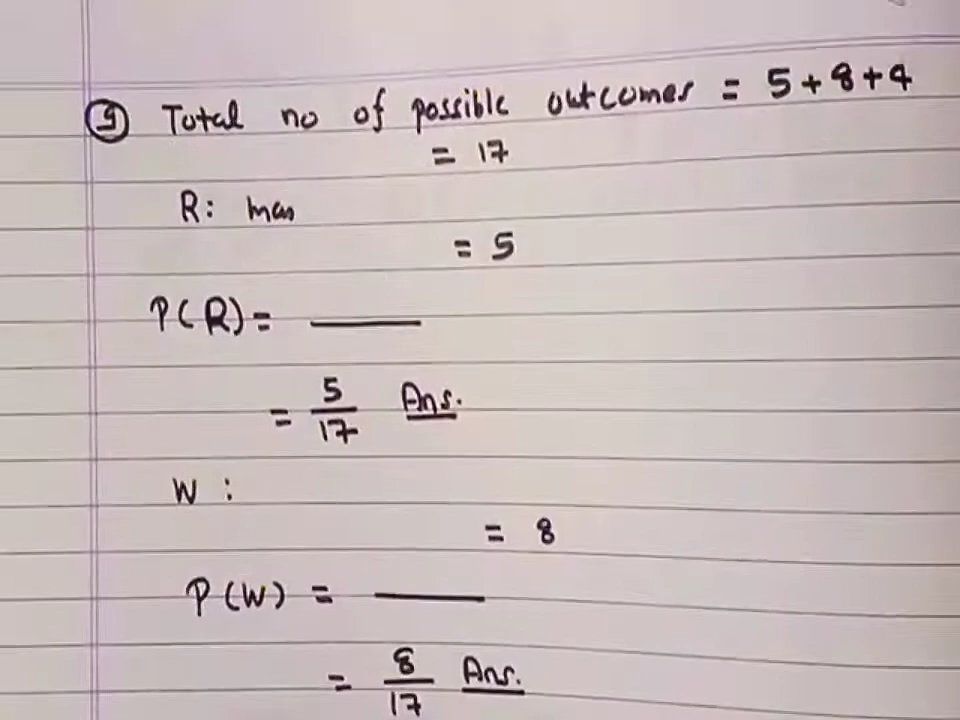 9 Total no of possible outcomes = 5+8+4
= 17
R:
= 5
P(R) =
= 5/17 Ans.
W :
= 8
P(W) =
= 8/17 Ans.